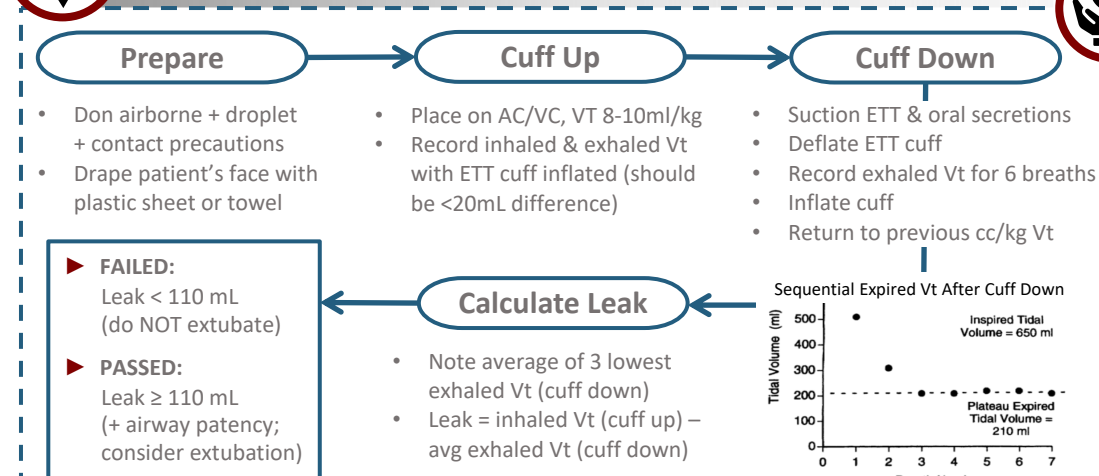 Prepare
Cuff Up
Cuff Down
• Don airborne + droplet
+ contact precautions
• Drape patient's face with
plastic sheet or towel
• Place on AC/VC, VT 8-10ml/kg
• Record inhaled & exhaled Vt
with ETT cuff inflated (should
be <20mL difference)
• Suction ETT & oral secretions
• Deflate ETT cuff
• Record exhaled Vt for 6 breaths
• Inflate cuff
• Return to previous cc/kg Vt
Sequential Expired Vt After Cuff Down
Tidal Volume (ml)
500
400
300
200
100
0
Inspired Tidal
Volume = 650 ml
Plateau Expired
Tidal Volume =
210 ml
0 1 2 3 4 5 6 7
Calculate Leak
• Note average of 3 lowest
exhaled Vt (cuff down)
• Leak = inhaled Vt (cuff up) –
avg exhaled Vt (cuff down)
► FAILED:
Leak < 110 mL
(do NOT extubate)
► PASSED:
Leak ≥ 110 mL
(+ airway patency;
consider extubation)